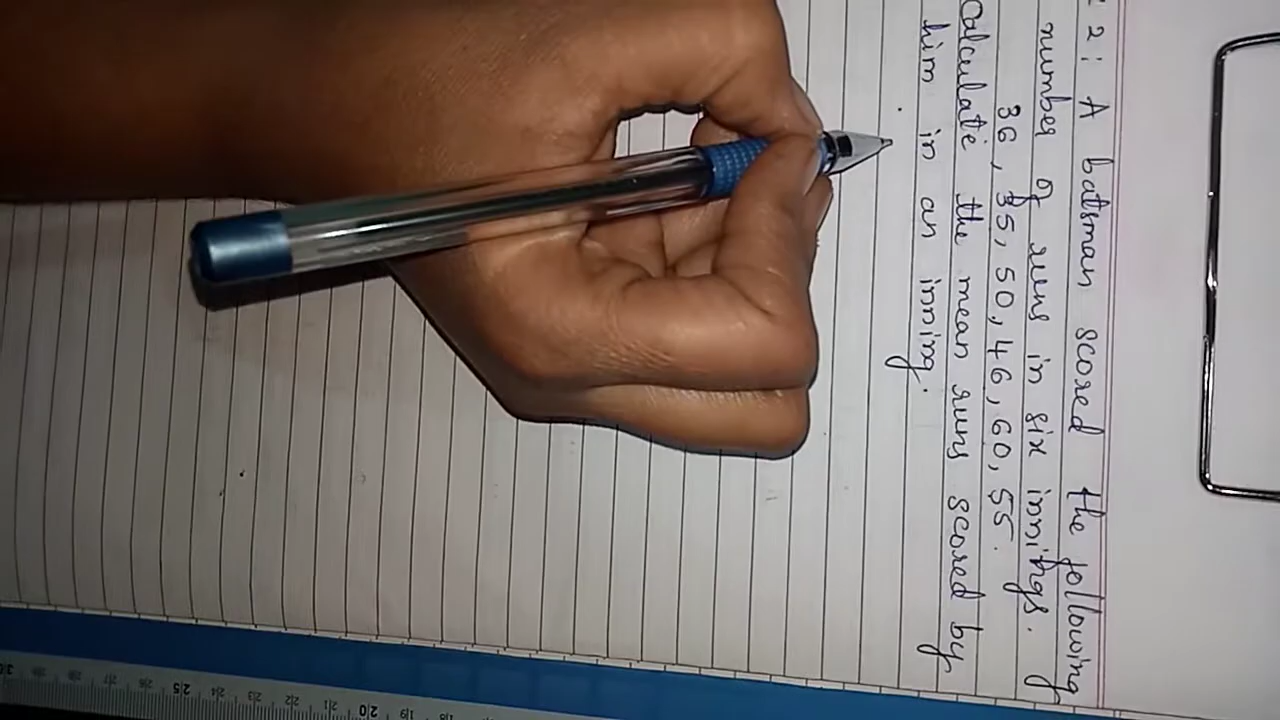 2: A batsman scored the following
number of runs in six innings.
36, 35, 50, 46, 60, 55.
Calculate the mean runs scored by
him in an inning.